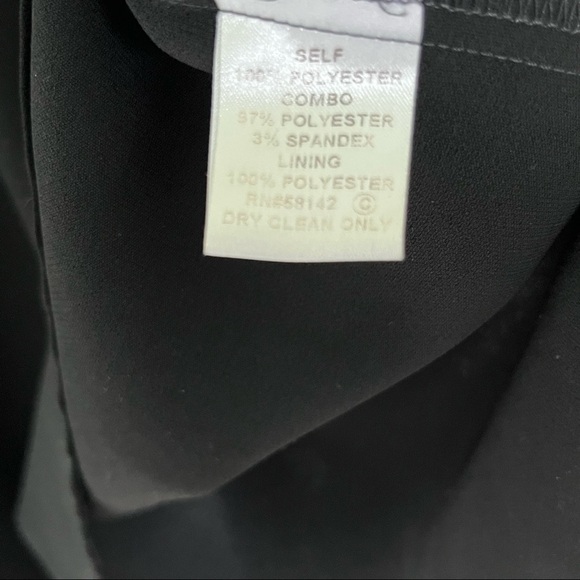 SELF
100% POLYESTER
COMBO
97% POLYESTER
3% SPANDEX
LINING
100% POLYESTER
RN#58142 Ⓒ
DRY CLEAN ONLY